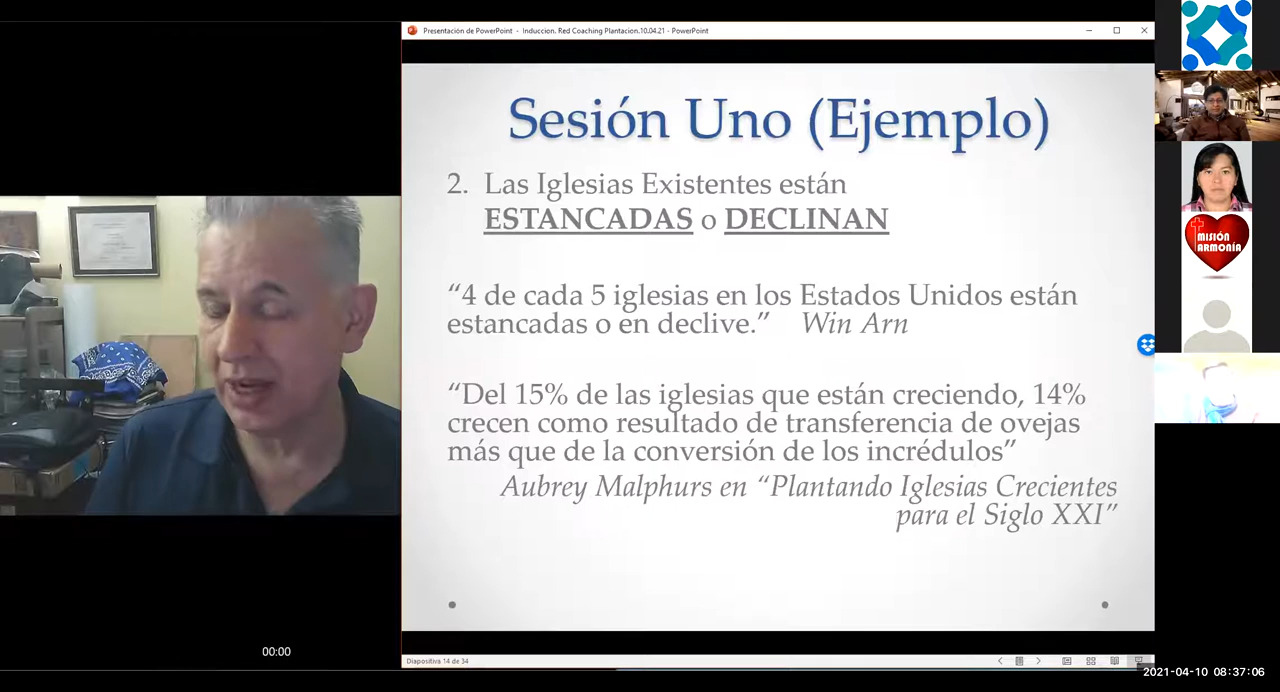 Presentación de PowerPoint - Induccion. Red Coaching Plantacion.10.04.21 - PowerPoint
Sesión Uno (Ejemplo)
2. Las Iglesias Existentes están
ESTANCADAS o DECLINAN
“4 de cada 5 iglesias en los Estados Unidos están
estancadas o en declive.” Win Arn
“Del 15% de las iglesias que están creciendo, 14%
crecen como resultado de transferencia de ovejas
más que de la conversión de los incrédulos”
Aubrey Malphurs en “Plantando Iglesias Crecientes
para el Siglo XXI”
MISIÓN
ARMONÍA
00:00
Diapositiva 14 de 34
2021-04-10 08:37:06